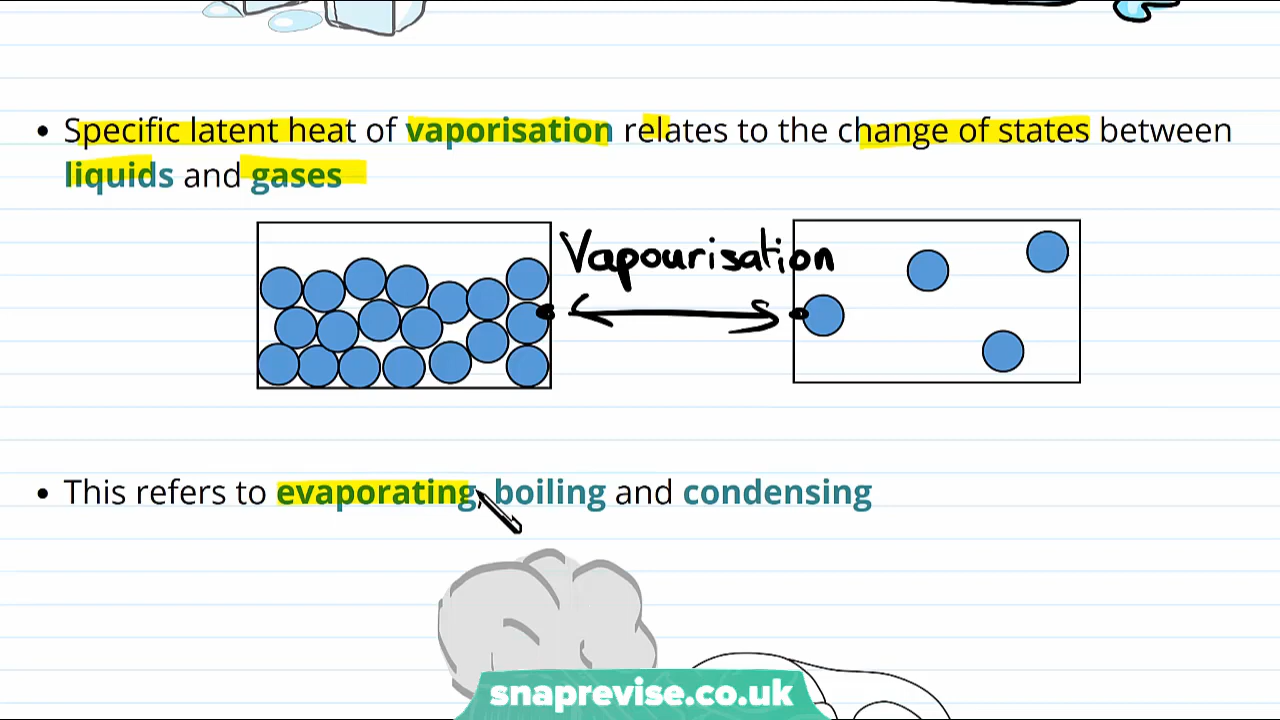 • Specific latent heat of vaporisation relates to the change of states between
liquids and gases
Vapourisation
• This refers to evaporating, boiling and condensing
snaprevise.co.uk